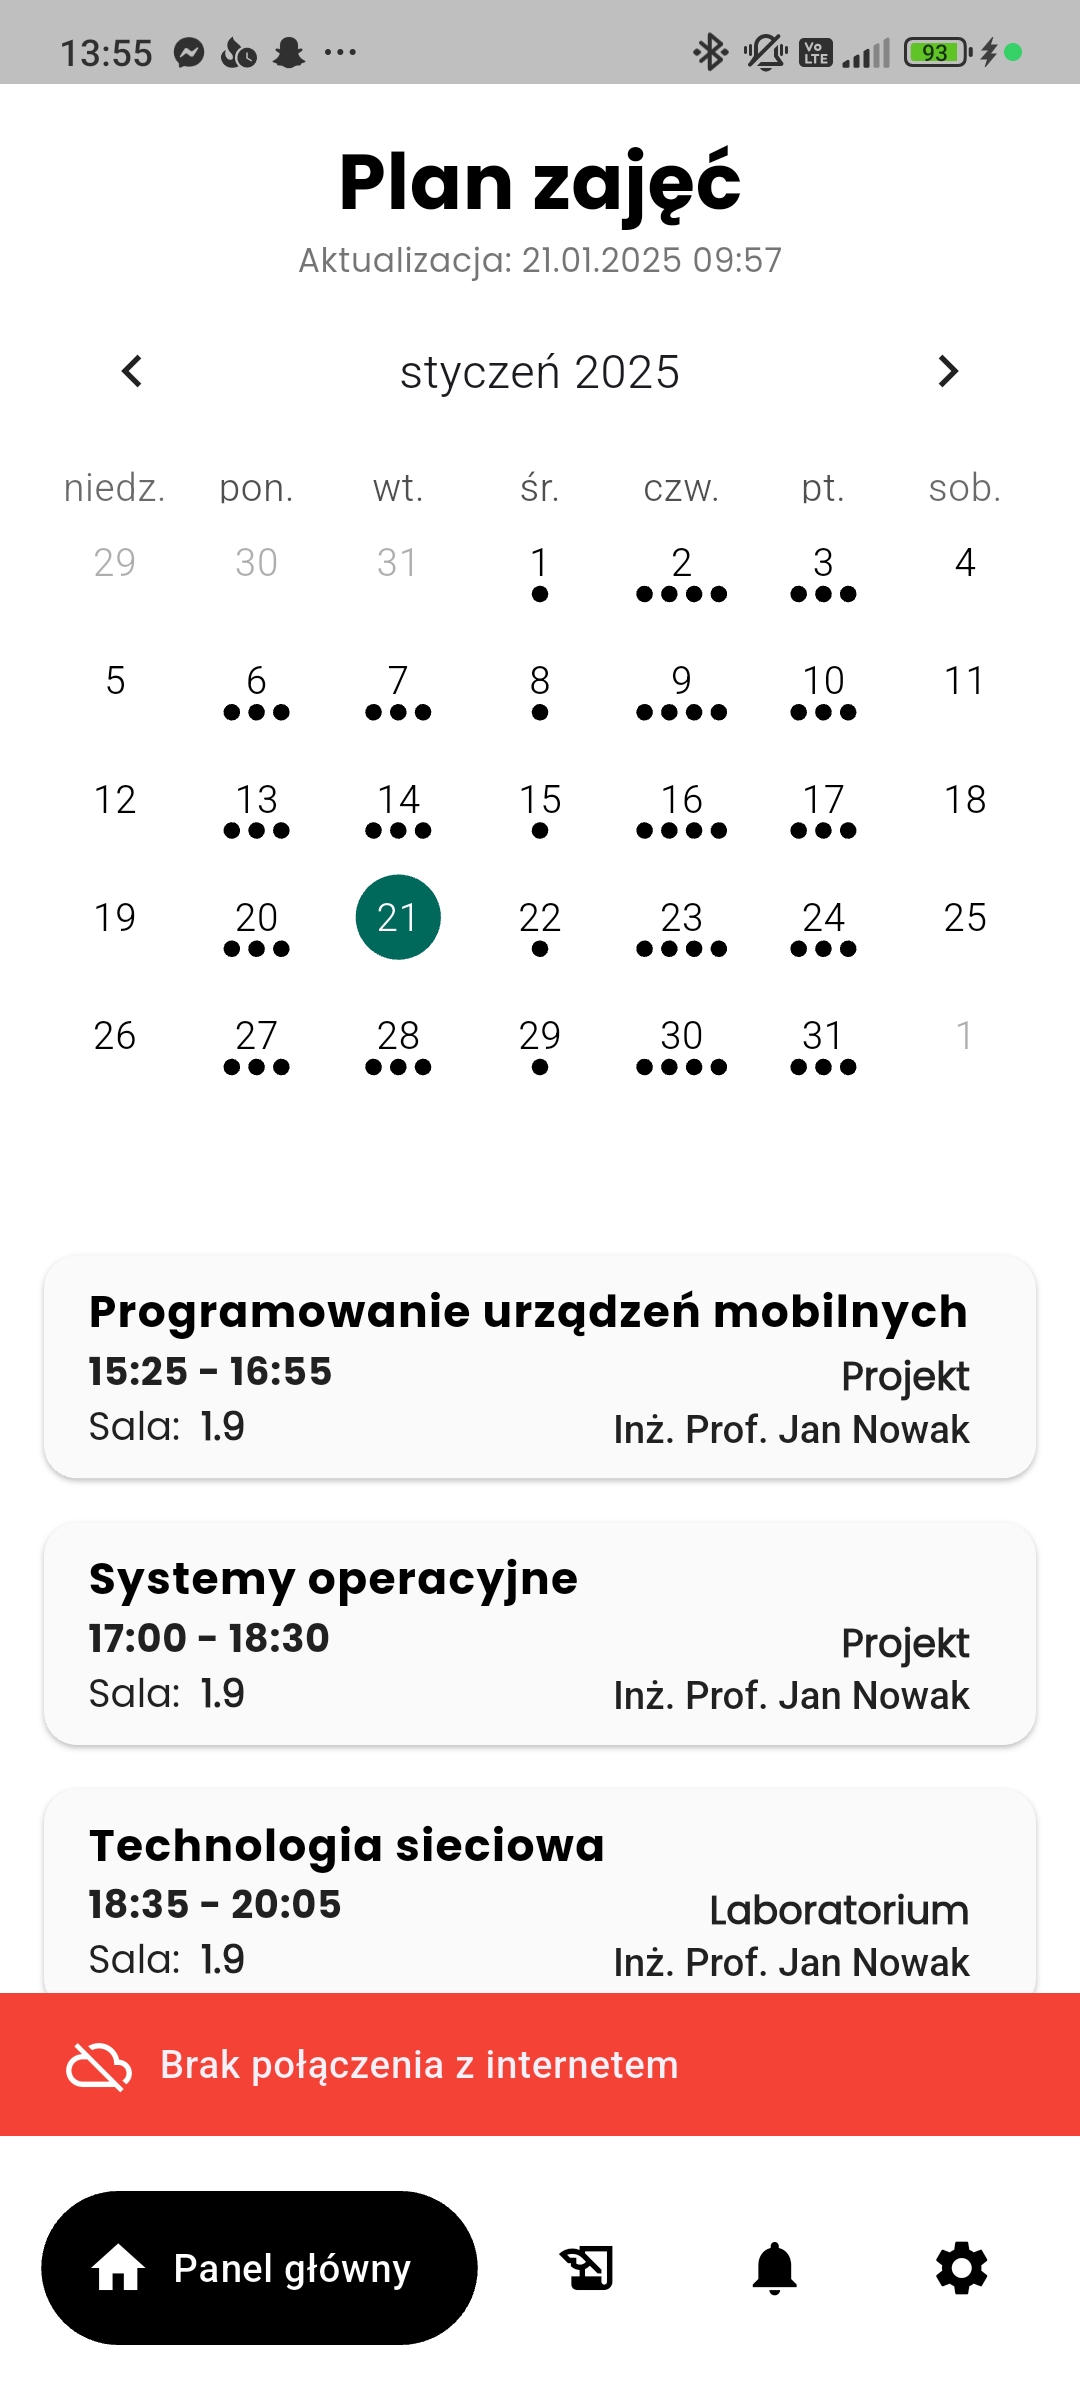 13:55 Vo LTE 93
Plan zajęć
Aktualizacja: 21.01.2025 09:57
styczeń 2025
niedz. pon. wt. śr. czw. pt. sob.
29 30 31 1 2 3 4
5 6 7 8 9 10 11
12 13 14 15 16 17 18
19 20 21 22 23 24 25
26 27 28 29 30 31 1
Programowanie urządzeń mobilnych
15:25 - 16:55
Projekt
Sala: 1.9
Inż. Prof. Jan Nowak
Systemy operacyjne
17:00 - 18:30
Projekt
Sala: 1.9
Inż. Prof. Jan Nowak
Technologia sieciowa
18:35 - 20:05
Laboratorium
Sala: 1.9
Inż. Prof. Jan Nowak
Brak połączenia z internetem
Panel główny